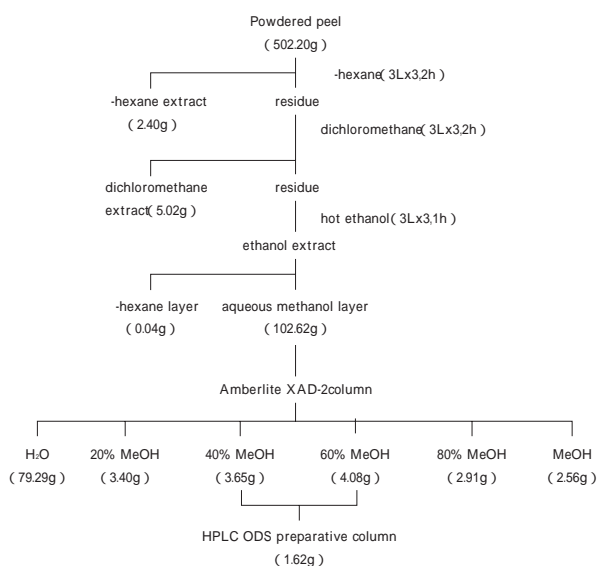 Powdered peel
( 502.20g )
-hexane( 3Lx3,2h )
-hexane extract residue
( 2.40g )
dichloromethane( 3Lx3,2h )
dichloromethane residue
extract( 5.02g )
hot ethanol( 3Lx3,1h )
ethanol extract
-hexane layer aqueous methanol layer
( 0.04g ) ( 102.62g )
Amberlite XAD-2column
H₂O 20% MeOH 40% MeOH 60% MeOH 80% MeOH MeOH
( 79.29g ) ( 3.40g ) ( 3.65g ) ( 4.08g ) ( 2.91g ) ( 2.56g )
HPLC ODS preparative column
( 1.62g )